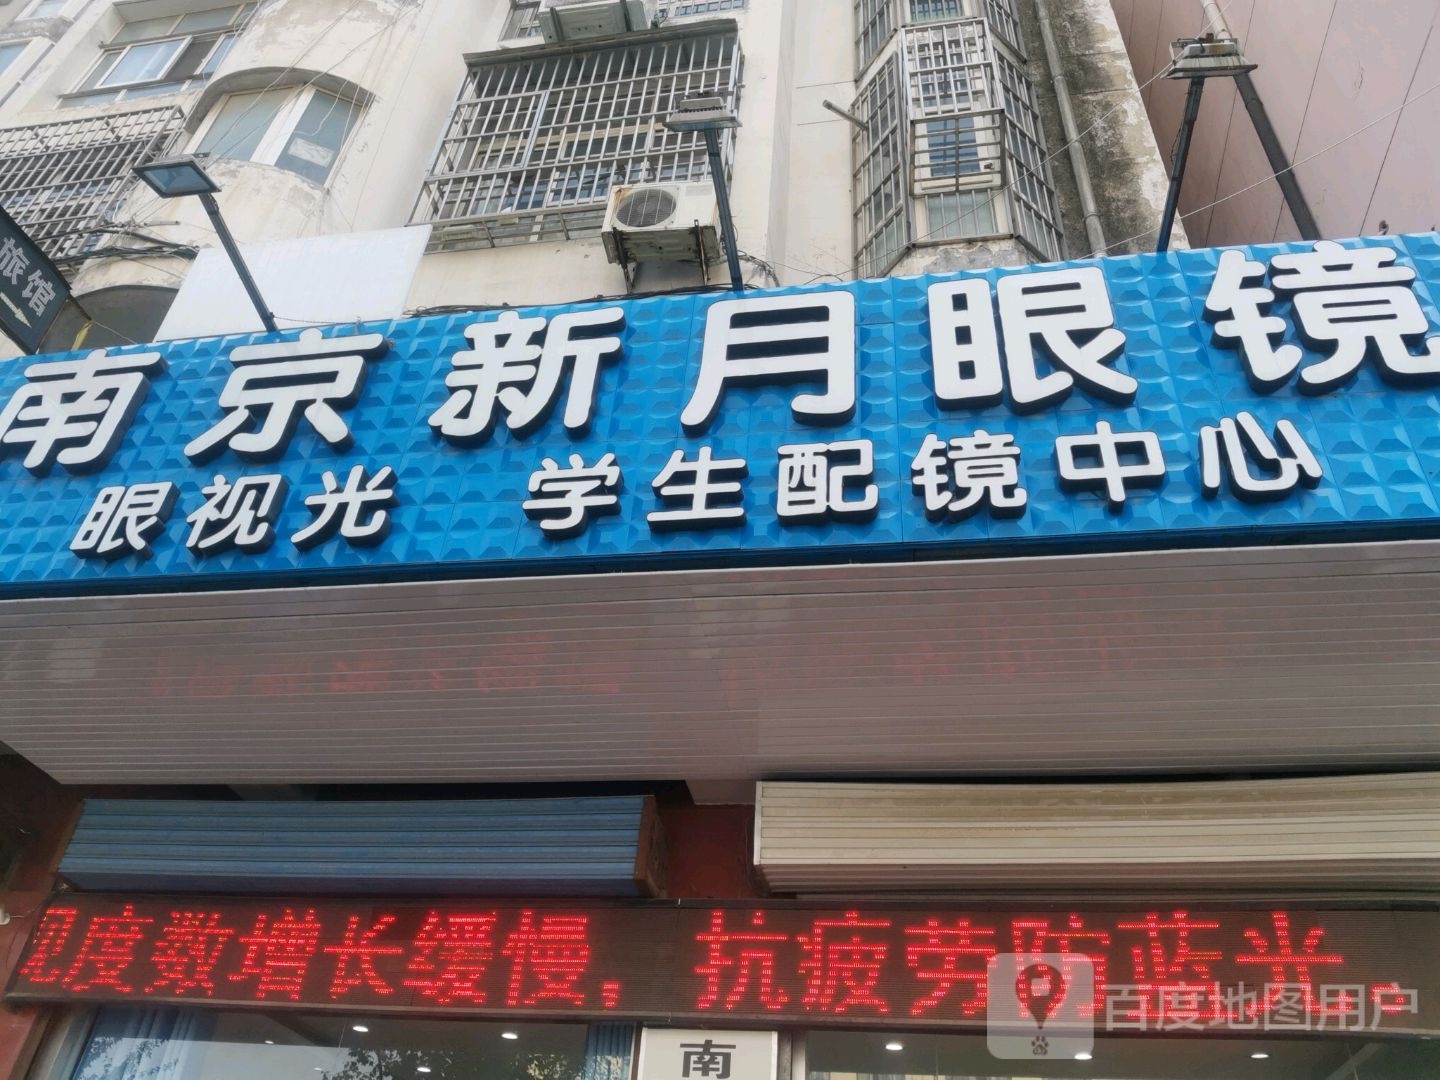 旅馆
南京新月眼镜
眼视光 学生配镜中心
度数增长缓慢，抗疲劳防蓝光。
南
百度地图用户